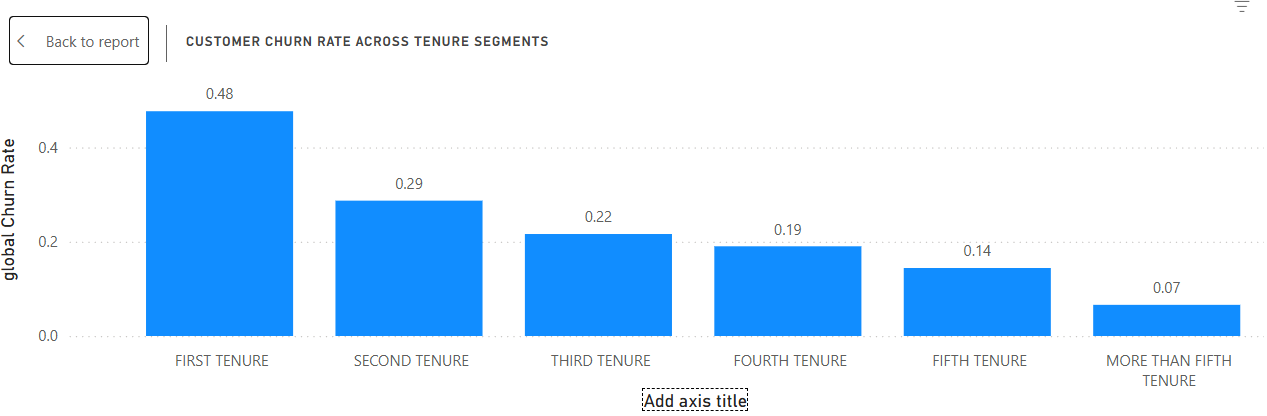 Back to report
CUSTOMER CHURN RATE ACROSS TENURE SEGMENTS
global Churn Rate
0.4
0.2
0.0
0.48
0.29
0.22
0.19
0.14
0.07
FIRST TENURE
SECOND TENURE
THIRD TENURE
FOURTH TENURE
FIFTH TENURE
MORE THAN FIFTH
TENURE
Add axis title